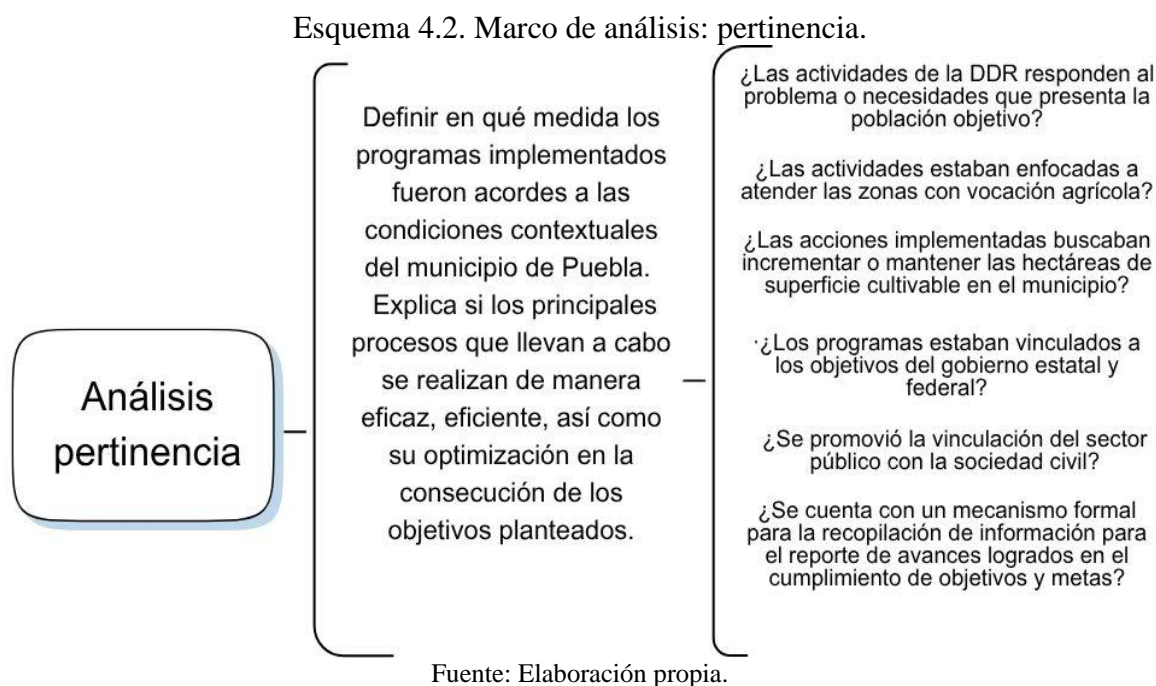 Esquema 4.2. Marco de análisis: pertinencia.
Análisis
pertinencia
Definir en qué medida los
programas implementados
fueron acordes a las
condiciones contextuales
del municipio de Puebla.
Explica si los principales
procesos que llevan a cabo
se realizan de manera
eficaz, eficiente, así como
su optimización en la
consecución de los
objetivos planteados.
¿Las actividades de la DDR responden al
problema o necesidades que presenta la
población objetivo?
¿Las actividades estaban enfocadas a
atender las zonas con vocación agrícola?
¿Las acciones implementadas buscaban
incrementar o mantener las hectáreas de
superficie cultivable en el municipio?
·¿Los programas estaban vinculados a
los objetivos del gobierno estatal y
federal?
¿Se promovió la vinculación del sector
público con la sociedad civil?
¿Se cuenta con un mecanismo formal
para la recopilación de información para
el reporte de avances logrados en el
cumplimiento de objetivos y metas?
Fuente: Elaboración propia.